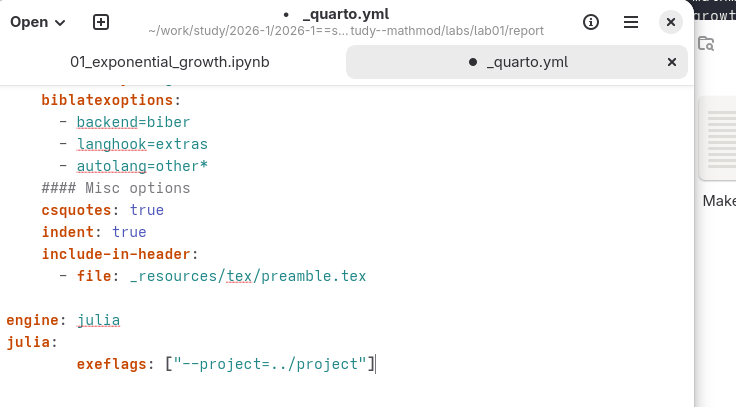 Open
• _quarto.yml
~/work/study/2026-1/2026-1==s... tudy--mathmod/labs/lab01/report
01_exponential_growth.ipynb
• _quarto.yml
biblatexoptions:
- backend=biber
- langhook=extras
- autolang=other*
#### Misc options
csquotes: true
indent: true
include-in-header:
- file: _resources/tex/preamble.tex
engine: julia
julia:
exeflags: ["--project=../project"]
growt
Make